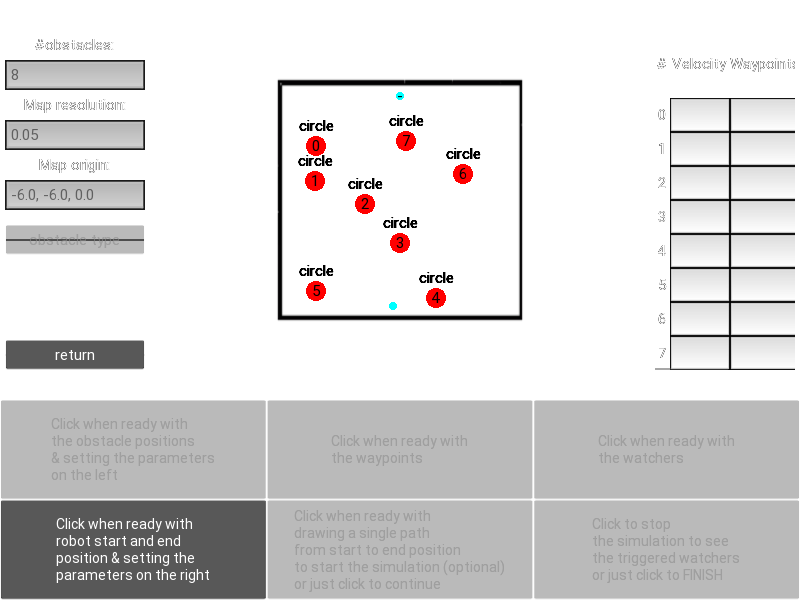 #obstacles:
8
Map resolution:
0.05
Map origin:
-6.0, -6.0, 0.0
obstacle type
return
circle
0
circle
1
circle
2
circle
3
circle
4
circle
5
circle
6
circle
7
# Velocity Waypoints
0
1
2
3
4
5
6
7
Click when ready with
the obstacle positions
& setting the parameters
on the left
Click when ready with
the waypoints
Click when ready with
the watchers
Click when ready with
robot start and end
position & setting the
parameters on the right
Click when ready with
drawing a single path
from start to end position
to start the simulation (optional)
or just click to continue
Click to stop
the simulation to see
the triggered watchers
or just click to FINISH